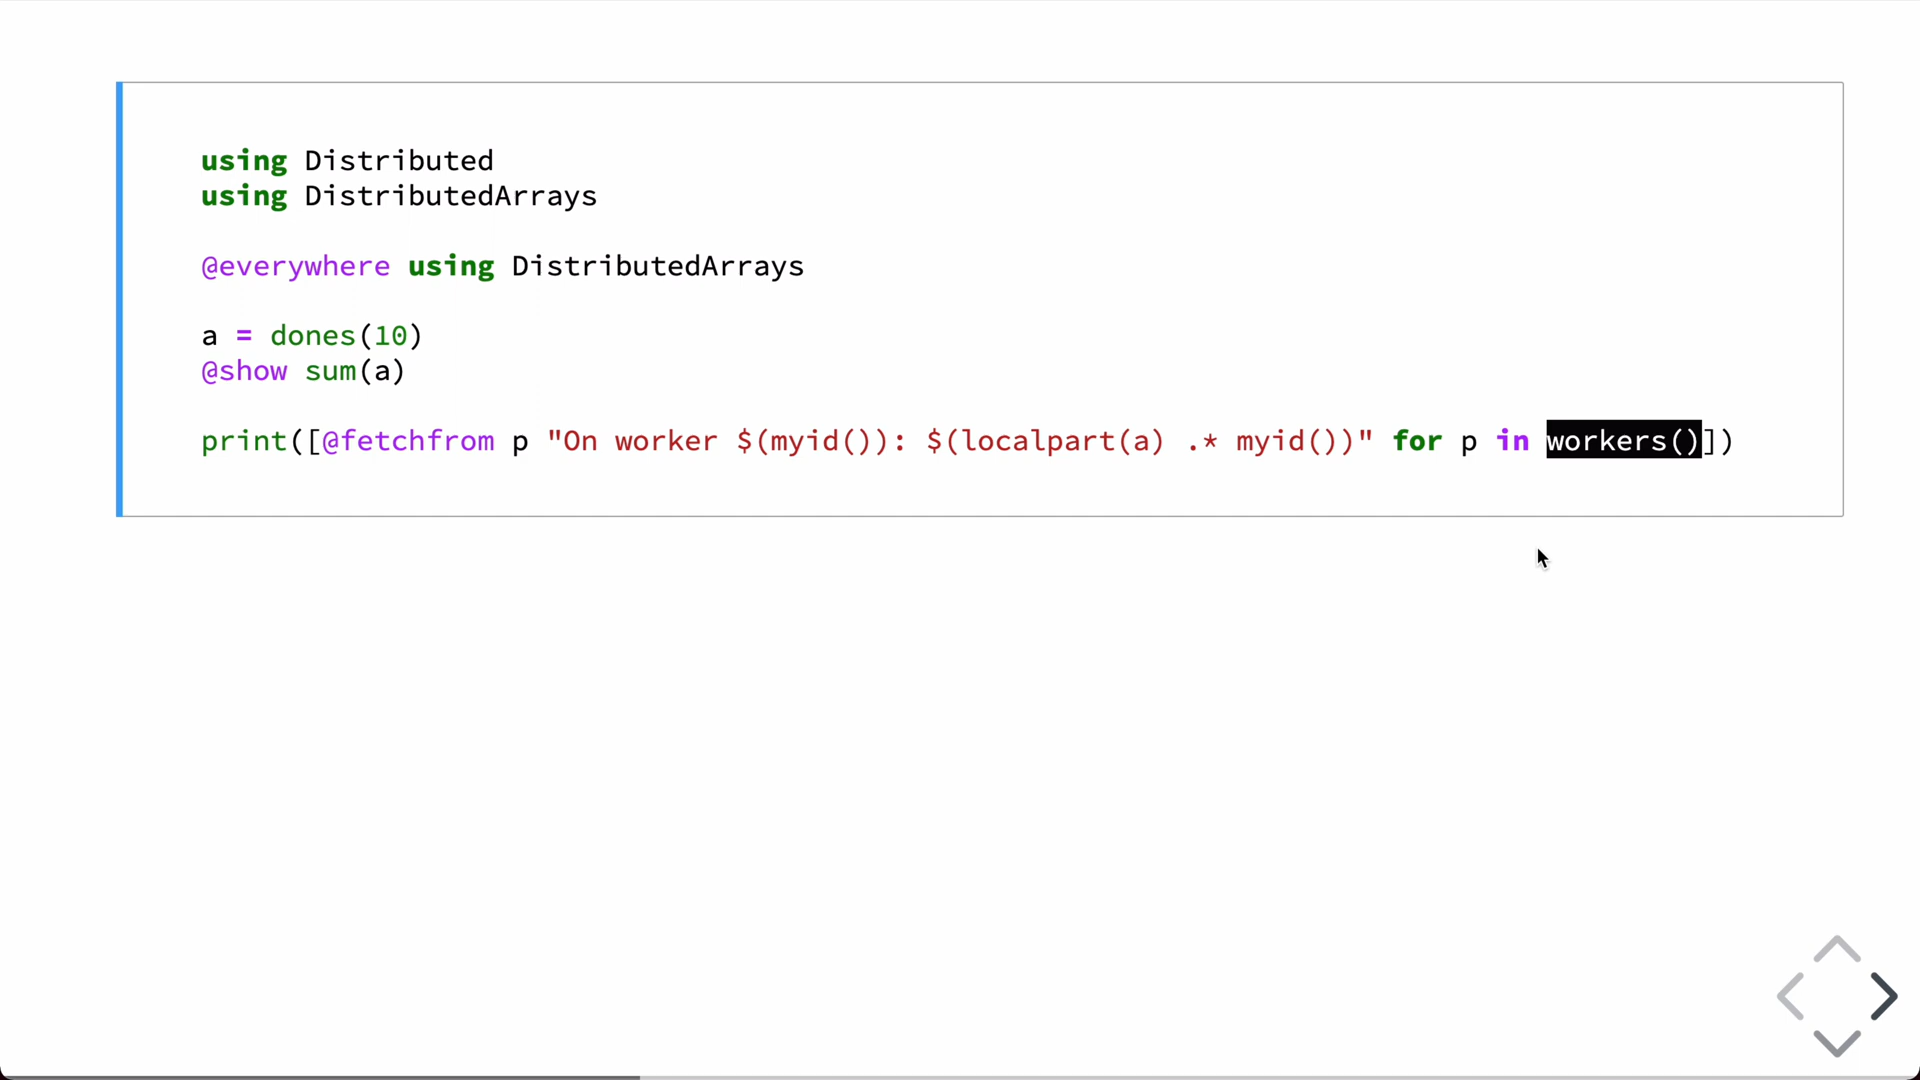 using Distributed
using DistributedArrays
@everywhere using DistributedArrays
a = dones(10)
@show sum(a)
print([@fetchfrom p "On worker $(myid()): $(localpart(a) .* myid())" for p in workers()])